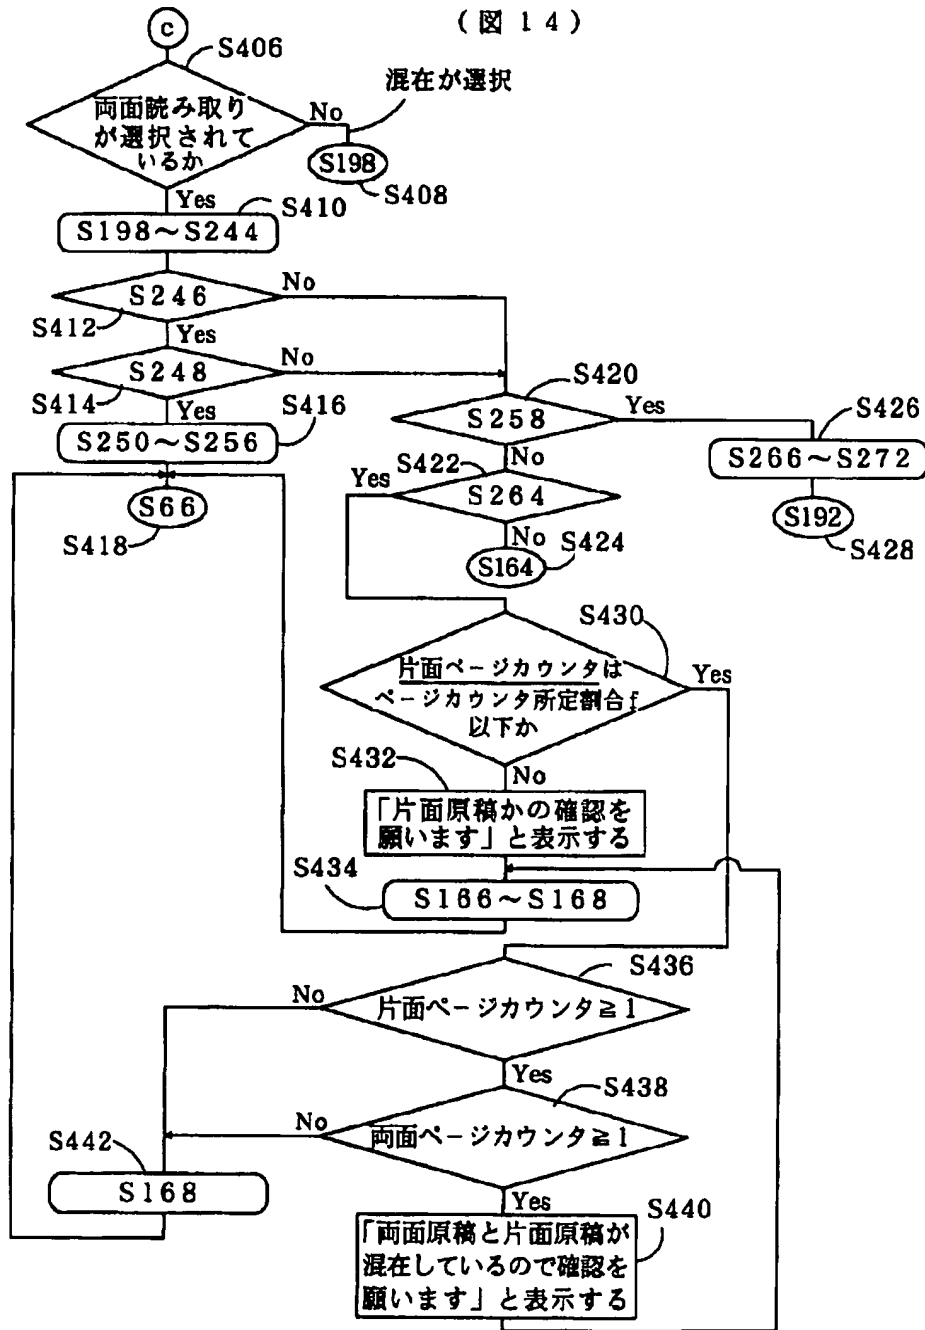 (図 14)
c
S406
混在が選択
両面読み取り
が選択されて
いるか
No
S198
S408
Yes
S410
S198～S244
S246
No
S412
Yes
S248
No
S414
Yes
S416
S250～S256
S66
S418
S420
S258
Yes
S426
S266～S272
S192
S428
No
S422
Yes
S264
No
S424
S164
S430
片面ページカウンタは
ページカウンタ所定割合f
以下か
Yes
S432
No
「片面原稿かの確認を
願います」と表示する
S434
S166～S168
S436
No
片面ページカウンタ≧1
Yes
S438
No
両面ページカウンタ≧1
S442
S168
Yes
S440
「両面原稿と片面原稿が
混在しているので確認を
願います」と表示する